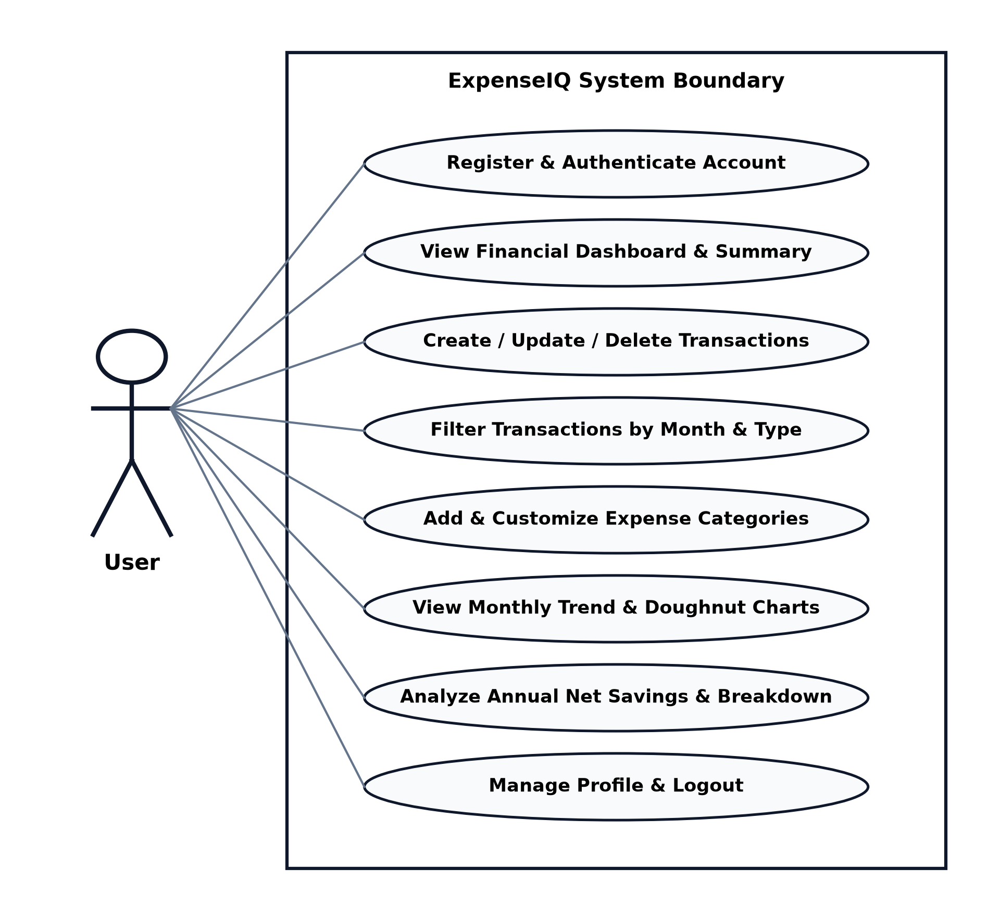 ExpenseIQ System Boundary
Register & Authenticate Account
View Financial Dashboard & Summary
Create / Update / Delete Transactions
Filter Transactions by Month & Type
Add & Customize Expense Categories
User
View Monthly Trend & Doughnut Charts
Analyze Annual Net Savings & Breakdown
Manage Profile & Logout